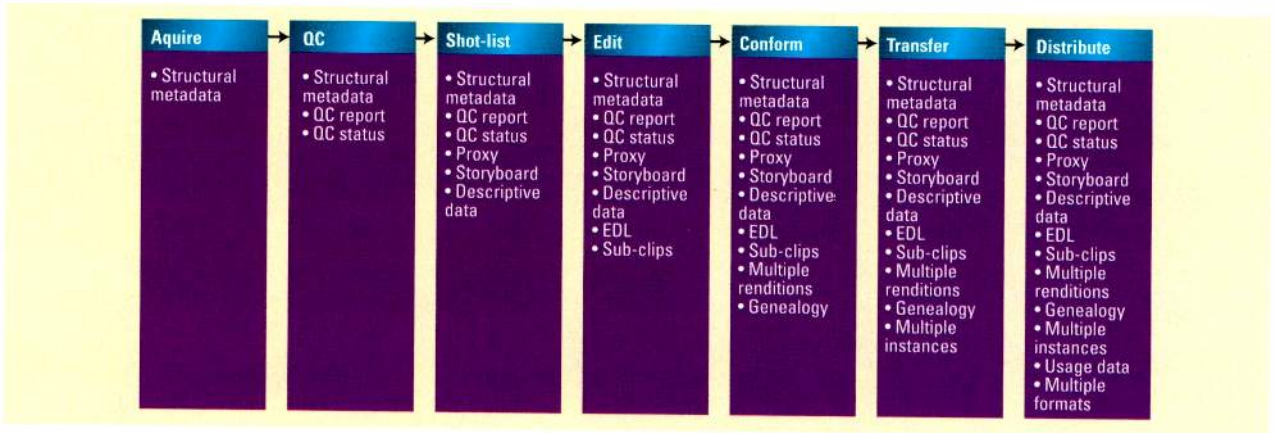 Aquire
• Structural
metadata
QC
• Structural
metadata
• QC report
• QC status
Shot-list
• Structural
metadata
• QC report
• QC status
• Proxy
• Storyboard
• Descriptive
data
Edit
• Structural
metadata
• QC report
• QC status
• Proxy
• Storyboard
• Descriptive
data
• EDL
• Sub-clips
Conform
• Structural
metadata
• QC report
• QC status
• Proxy
• Storyboard
• Descriptive
data
• EDL
• Sub-clips
• Multiple
renditions
• Genealogy
Transfer
• Structural
metadata
• QC report
• QC status
• Proxy
• Storyboard
• Descriptive
data
• EDL
• Sub-clips
• Multiple
renditions
• Genealogy
• Multiple
instances
Distribute
• Structural
metadata
• QC report
• QC status
• Proxy
• Storyboard
• Descriptive
data
• EDL
• Sub-clips
• Multiple
renditions
• Genealogy
• Multiple
instances
• Usage data
• Multiple
formats